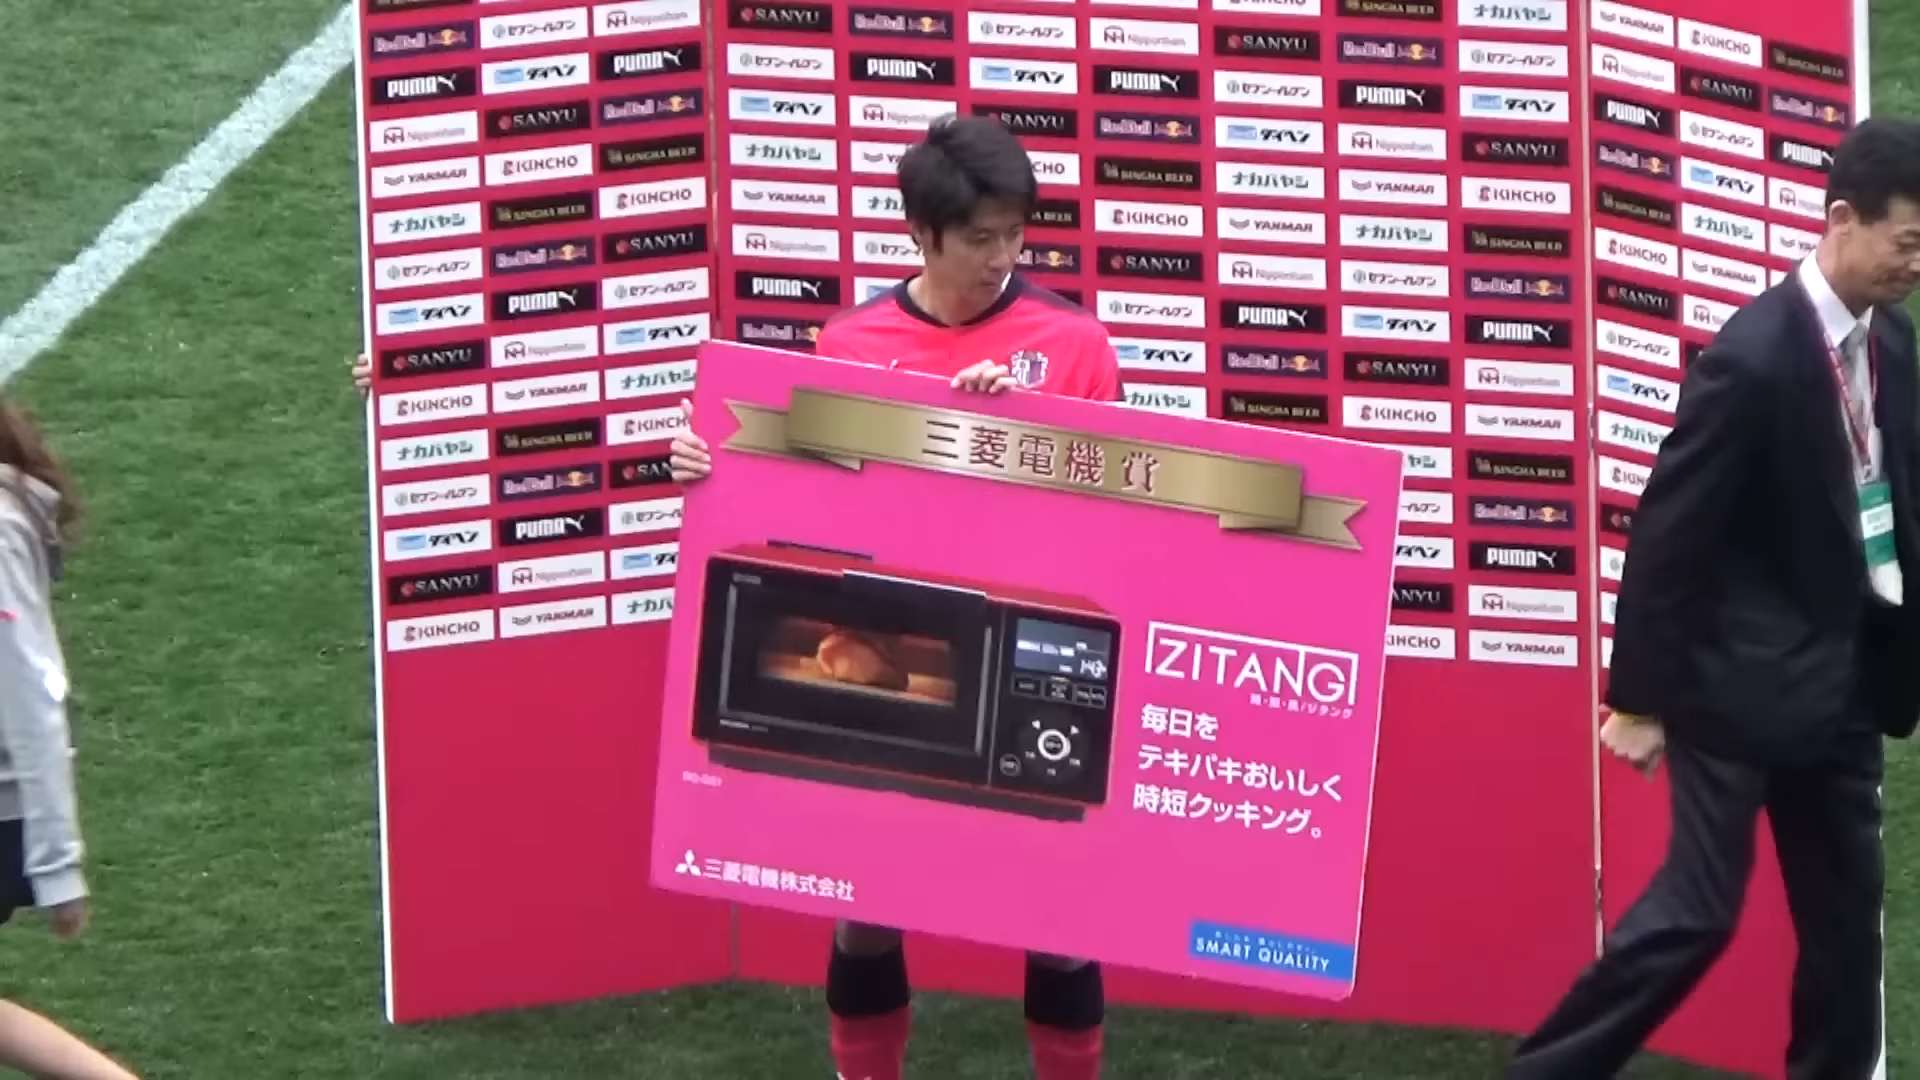 三菱電機賞
ZITANG
毎日を
テキパキおいしく
時短クッキング。
三菱電機株式会社
SMART QUALITY
RedBull
セブン-イレブン
Nipponham
SANYU
PUMA
ダイヘン
YANMAR
KINCHO
SINGHA BEER
ナカバヤシ